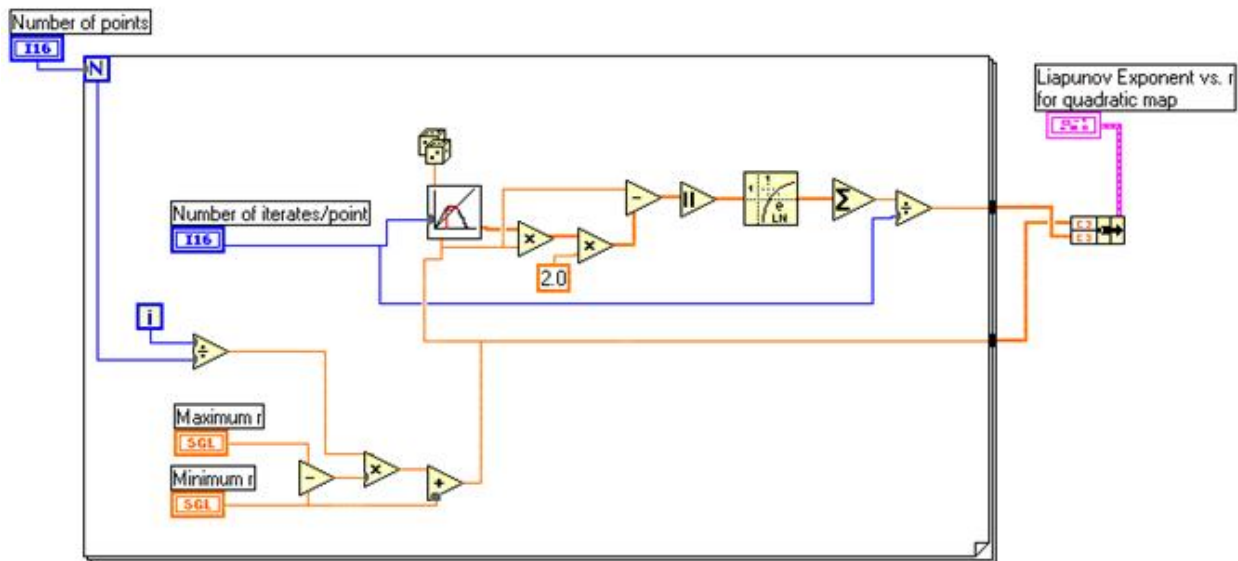 Number of points
I16
N
Liapunov Exponent vs. r
for quadratic map
Number of iterates/point
I16
LN
2.0
i
Maximum r
SGL
Minimum r
SGL